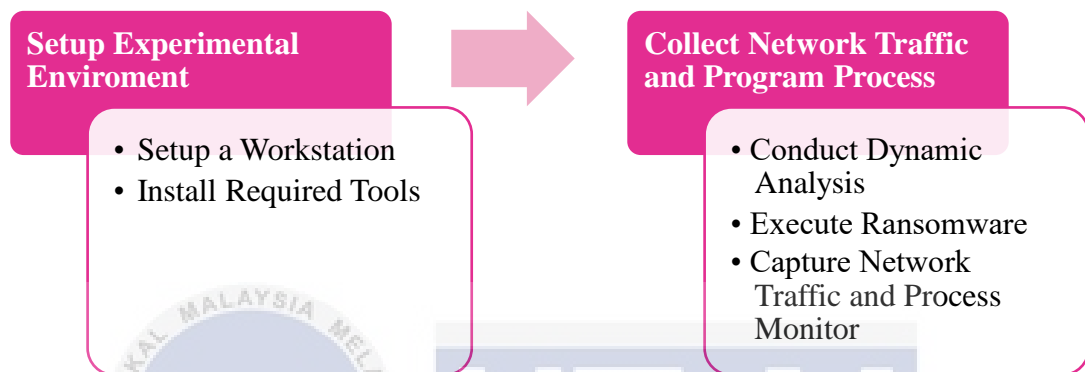 Setup Experimental
Enviroment
• Setup a Workstation
• Install Required Tools
Collect Network Traffic
and Program Process
• Conduct Dynamic
Analysis
• Execute Ransomware
• Capture Network
Traffic and Process
Monitor
MALAYSIA